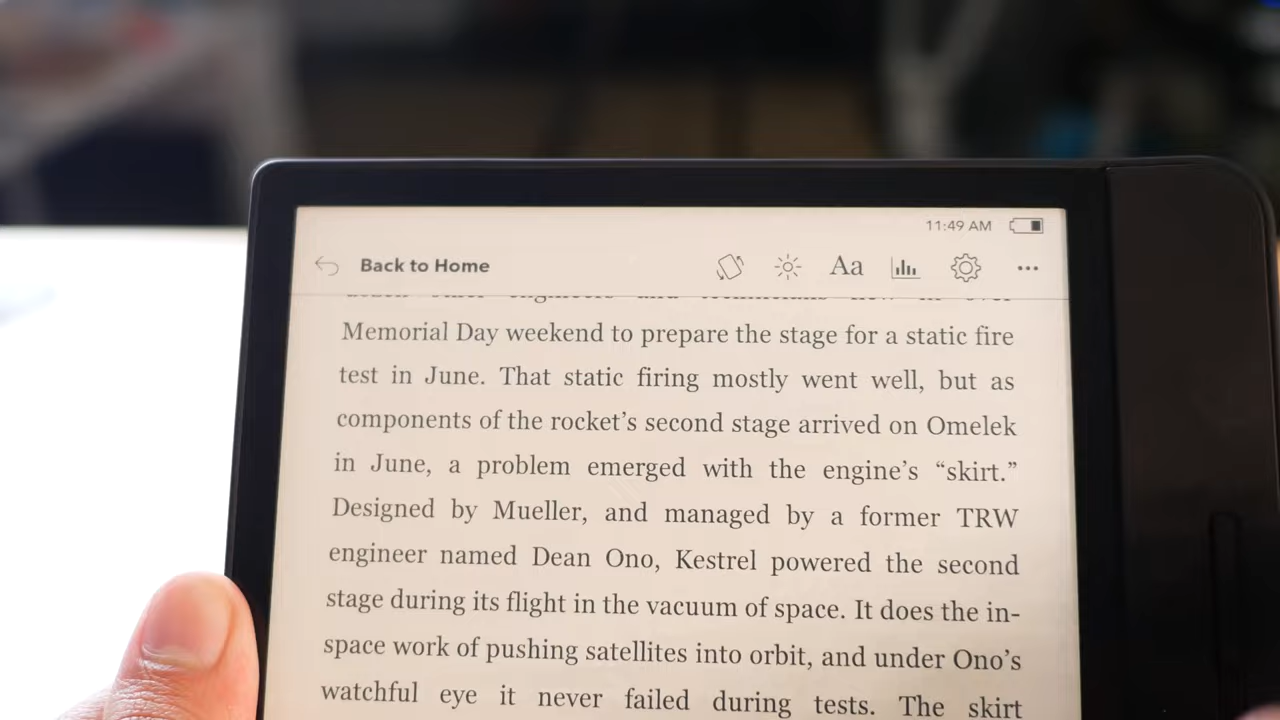 11:49 AM
Back to Home
Aa
Memorial Day weekend to prepare the stage for a static fire
test in June. That static firing mostly went well, but as
components of the rocket’s second stage arrived on Omelek
in June, a problem emerged with the engine’s “skirt.”
Designed by Mueller, and managed by a former TRW
engineer named Dean Ono, Kestrel powered the second
stage during its flight in the vacuum of space. It does the in-
space work of pushing satellites into orbit, and under Ono’s
watchful eye it never failed during tests. The skirt